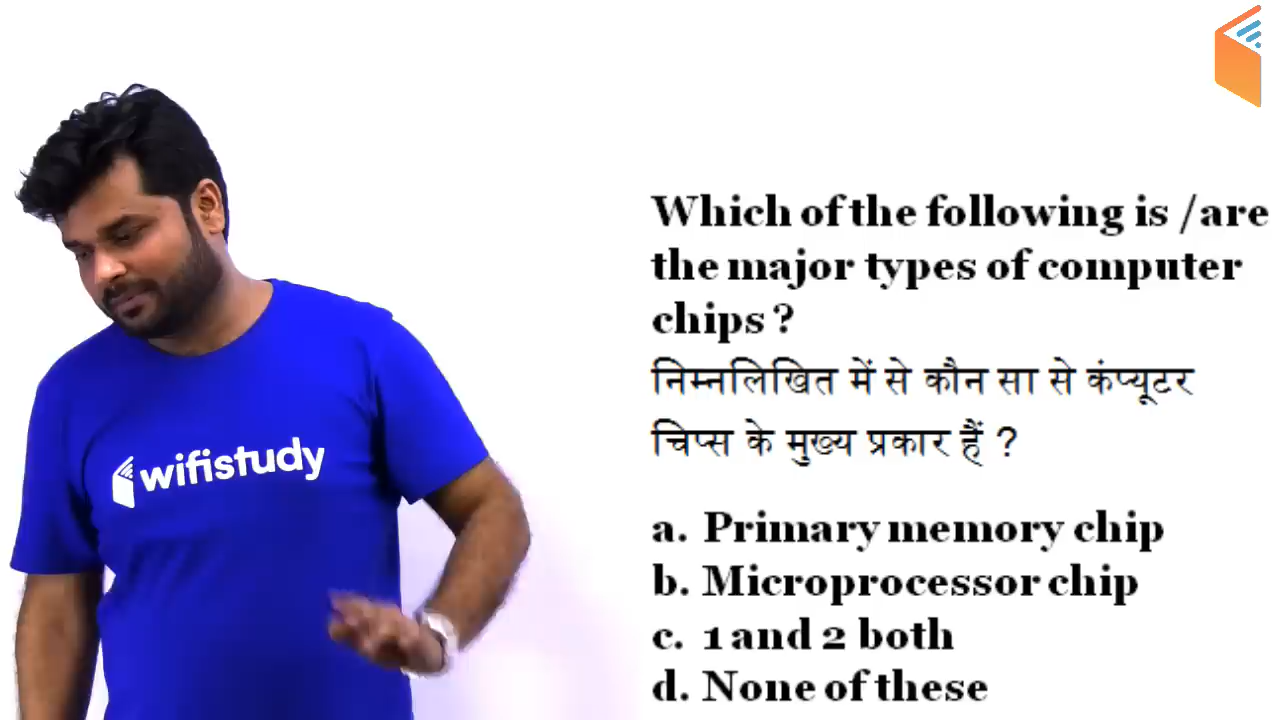 wifistudy
Which of the following is /are
the major types of computer
chips ?
निम्नलिखित में से कौन सा से कंप्यूटर
चिप्स के मुख्य प्रकार हैं ?
a. Primary memory chip
b. Microprocessor chip
c. 1 and 2 both
d. None of these